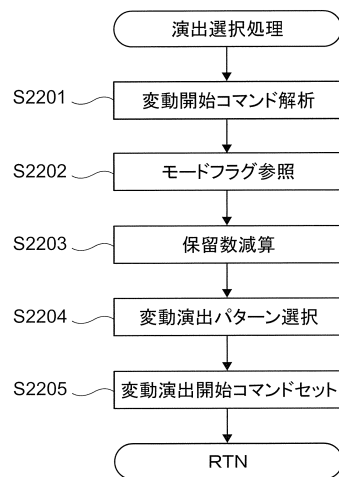 演出選択処理
S2201 変動開始コマンド解析
S2202 モードフラグ参照
S2203 保留数減算
S2204 変動演出パターン選択
S2205 変動演出開始コマンドセット
RTN